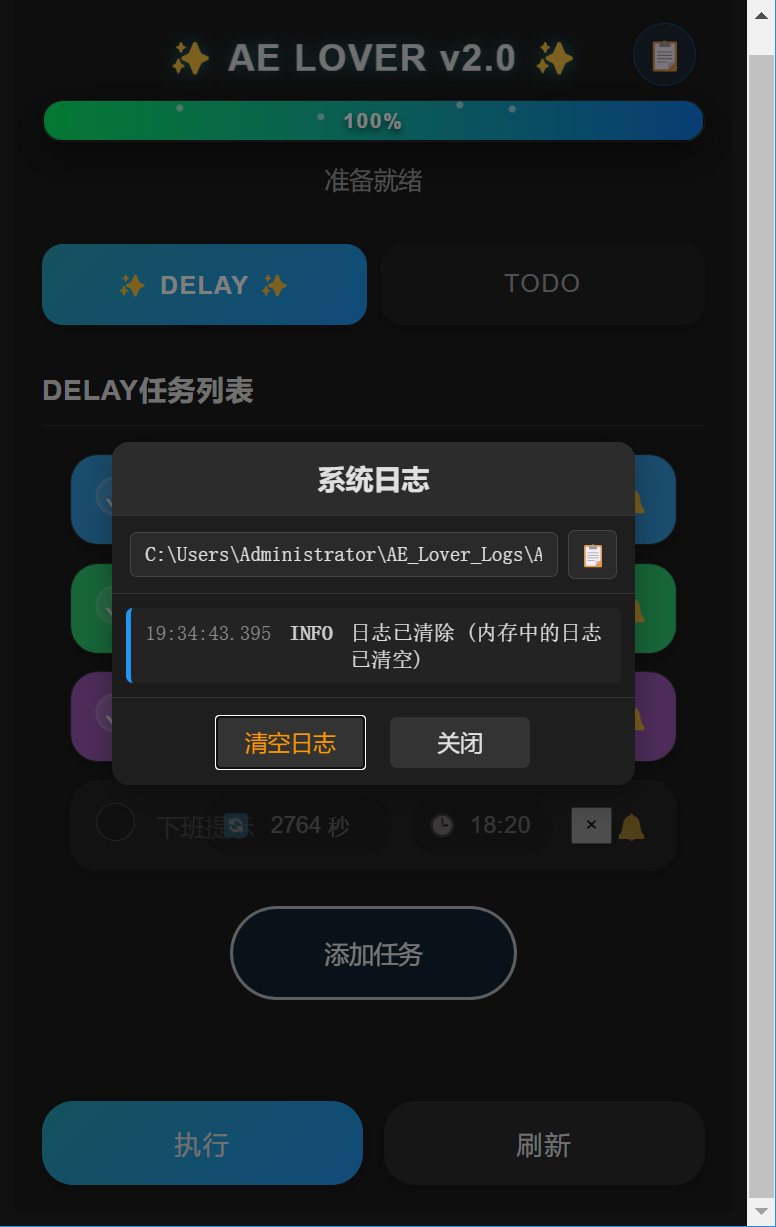 ✨ AE LOVER v2.0 ✨
100%
准备就绪
✨ DELAY ✨
TODO
DELAY任务列表
系统日志
C:\Users\Administrator\AE_Lover_Logs\A
19:34:43.395 INFO 日志已清除 (内存中的日志
已清空)
清空日志
关闭
下班提示
2764 秒
18:20
×
添加任务
执行
刷新